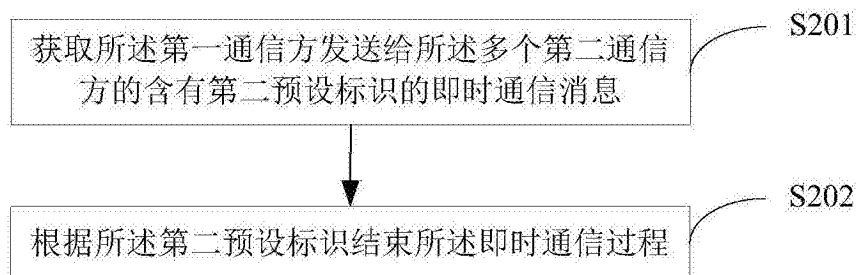 S201
获取所述第一通信方发送给所述多个第二通信
方的含有第二预设标识的即时通信消息
S202
根据所述第二预设标识结束所述即时通信过程